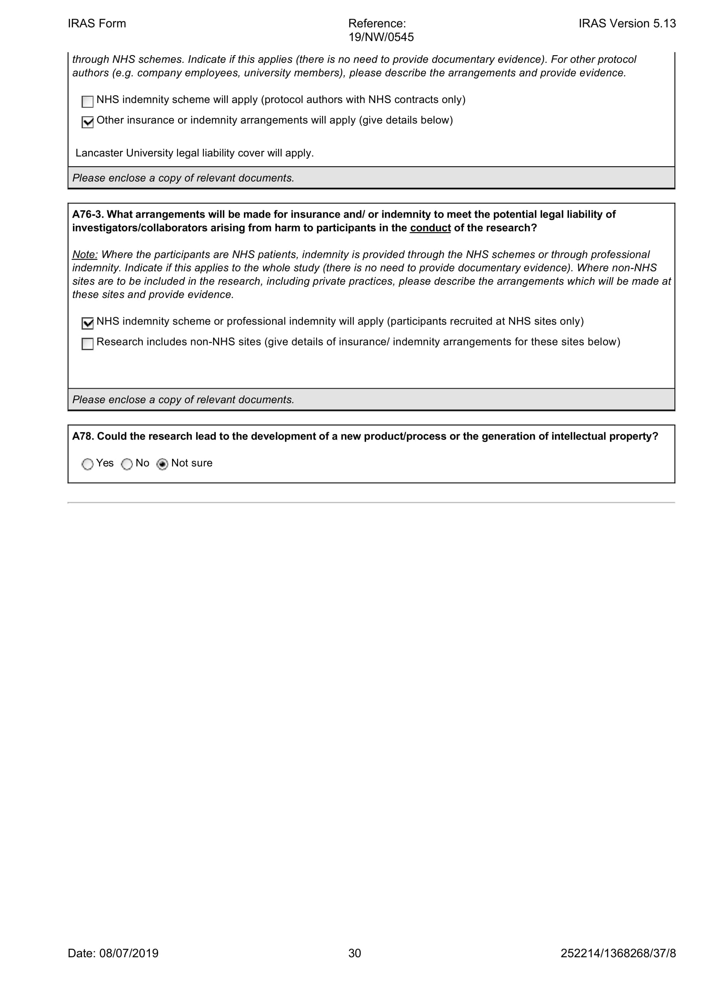 IRAS Form
Reference:
19/NW/0545
IRAS Version 5.13
through NHS schemes. Indicate if this applies (there is no need to provide documentary evidence). For other protocol
authors (e.g. company employees, university members), please describe the arrangements and provide evidence.
NHS indemnity scheme will apply (protocol authors with NHS contracts only)
Other insurance or indemnity arrangements will apply (give details below)
Lancaster University legal liability cover will apply.
Please enclose a copy of relevant documents.
A76-3. What arrangements will be made for insurance and/ or indemnity to meet the potential legal liability of
investigators/collaborators arising from harm to participants in the conduct of the research?
Note: Where the participants are NHS patients, indemnity is provided through the NHS schemes or through professional
indemnity. Indicate if this applies to the whole study (there is no need to provide documentary evidence). Where non-NHS
sites are to be included in the research, including private practices, please describe the arrangements which will be made at
these sites and provide evidence.
NHS indemnity scheme or professional indemnity will apply (participants recruited at NHS sites only)
Research includes non-NHS sites (give details of insurance/ indemnity arrangements for these sites below)
Please enclose a copy of relevant documents.
A78. Could the research lead to the development of a new product/process or the generation of intellectual property?
Yes No Not sure
Date: 08/07/2019
30
252214/1368268/37/8